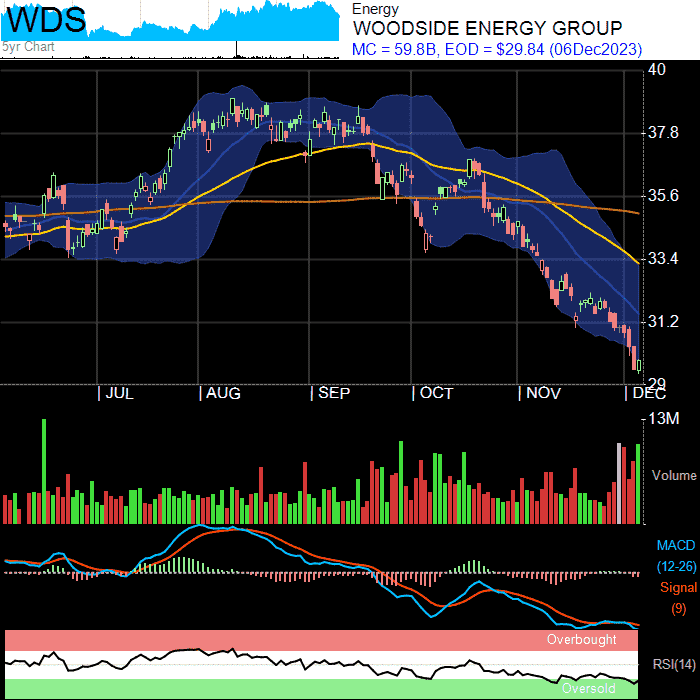 WDS
5yr Chart
Energy
WOODSIDE ENERGY GROUP
MC = 59.8B, EOD = $29.84 (06Dec2023)
40
37.8
35.6
33.4
31.2
29
JUL AUG SEP OCT NOV DEC
13M
Volume
MACD
(12-26)
Signal
(9)
Overbought
RSI(14)
Oversold